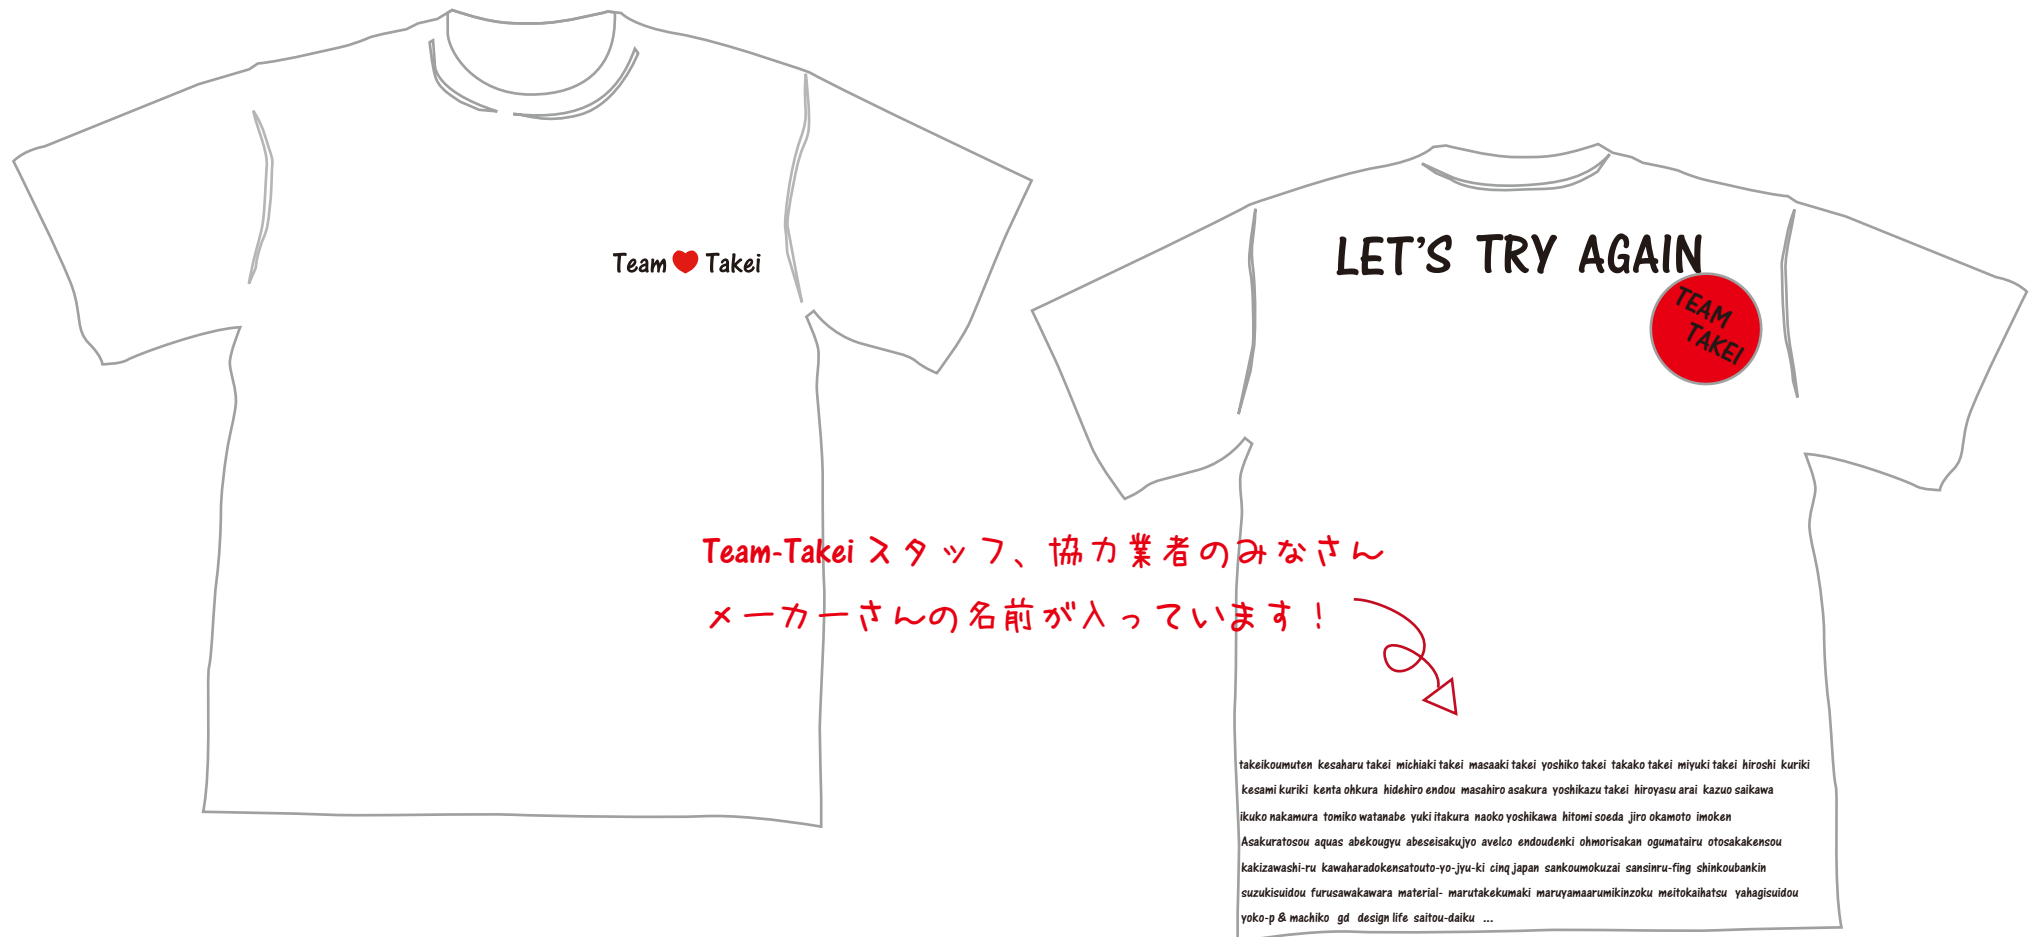 Team ❤ Takei
LET'S TRY AGAIN
TEAM
TAKEI
Team-Takei スタッフ、協力業者のみなさん
メーカーさんの名前が入っています！
takeikoumuten kesaharu takei michiaki takei masaaki takei yoshiko takei takako takei miyuki takei hiroshi kuriki
kesami kuriki kenta ohkura hidehiro endou masahiro asakura yoshikazu takei hiroyasu arai kazuo saikawa
ikuko nakamura tomiko watanabe yuki itakura naoko yoshikawa hitomi soeda jiro okamoto imoken
Asakuratosou aquas abekougyu abeseisakujyo avelco endoudenki ohmorisakan ogumatairu otosakakensou
kakizawashi-ru kawaharadokensatouto-yo-jyu-ki cinq japan sankoumokuzai sansinru-fing shinkoubankin
suzukisuidou furusawakawara material- marutakekumaki maruyamaarumikinzoku meitokaihatsu yahagisuidou
yoko-p & machiko gd design life saitou-daiku ...